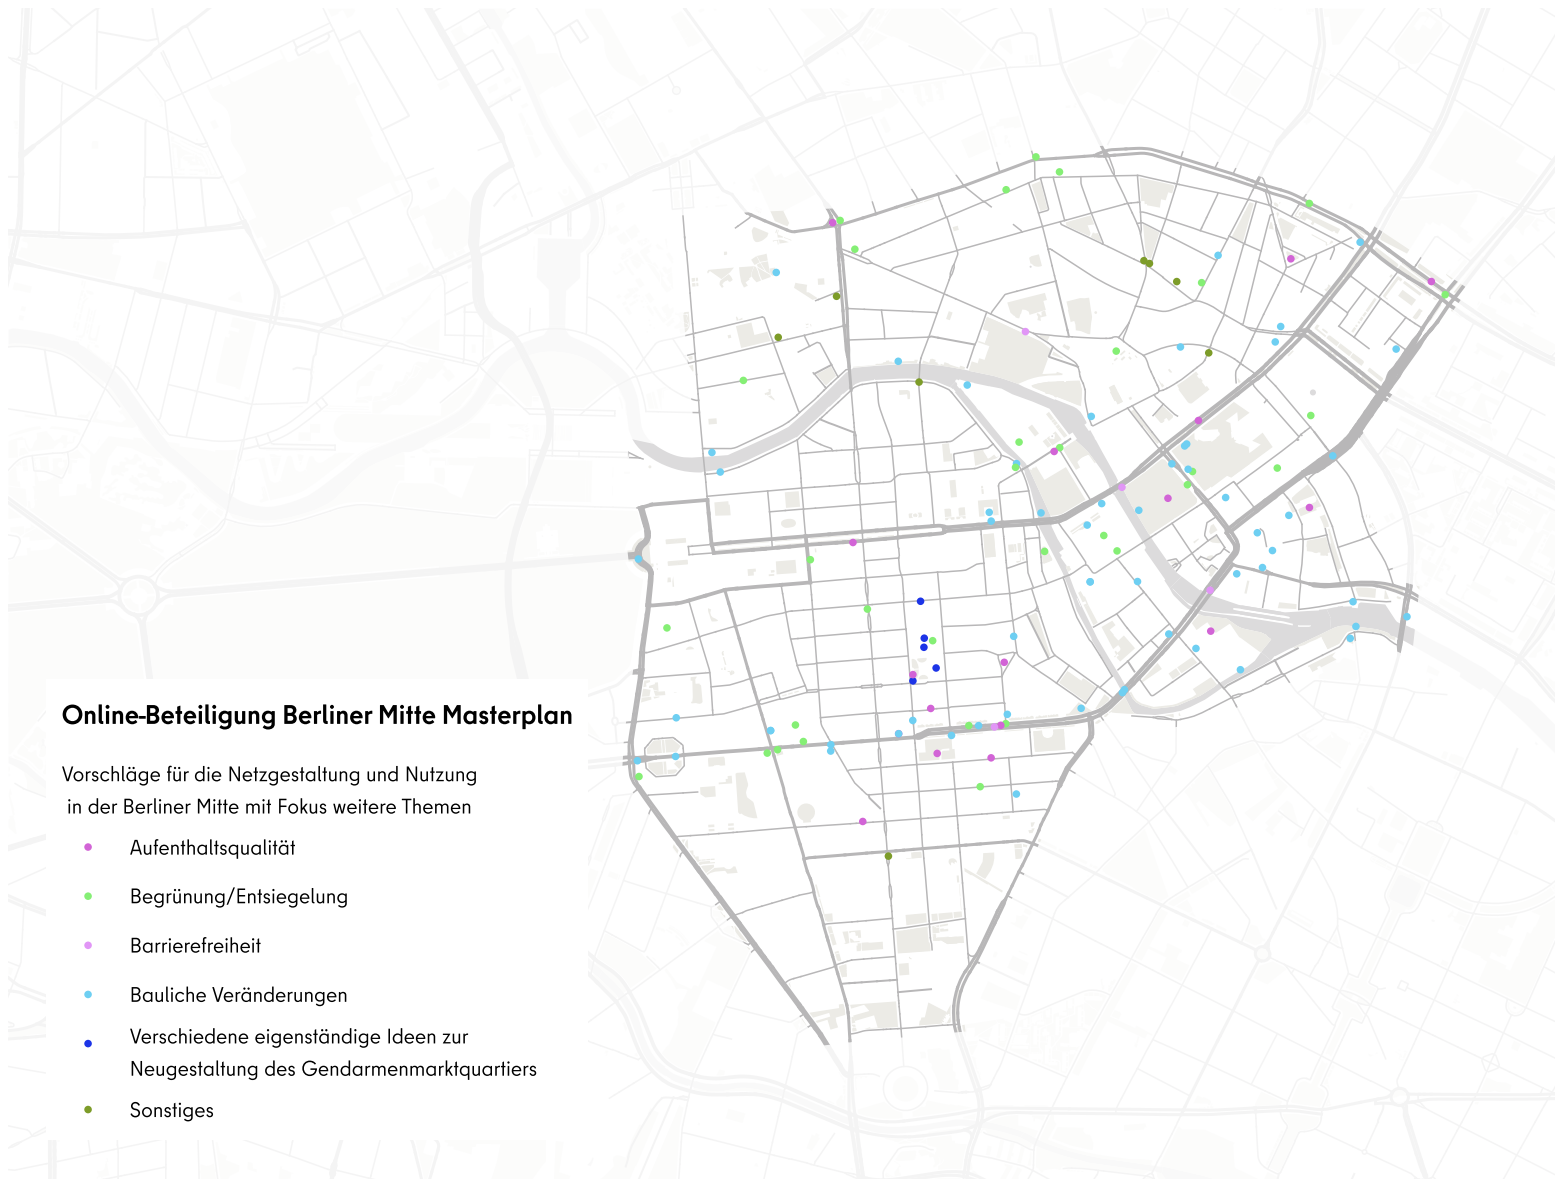 Online-Beteiligung Berliner Mitte Masterplan
Vorschläge für die Netzgestaltung und Nutzung
in der Berliner Mitte mit Fokus weitere Themen
Aufenthaltsqualität
Begrünung/Entsiegelung
Barrierefreiheit
Bauliche Veränderungen
Verschiedene eigenständige Ideen zur
Neugestaltung des Gendarmenmarktquartiers
Sonstiges